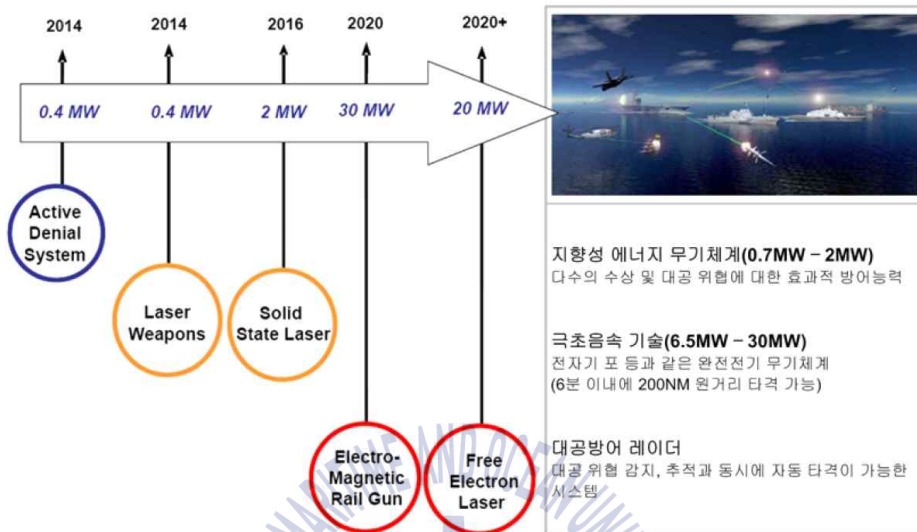 2014
2014
2016
2020
2020+
0.4 MW
0.4 MW
2 MW
30 MW
20 MW
Active
Denial
System
Laser
Weapons
Solid
State Laser
Electro-
Magnetic
Rail Gun
Free
Electron
Laser
지향성 에너지 무기체계(0.7MW – 2MW)
다수의 수상 및 대공 위협에 대한 효과적 방어능력
극초음속 기술(6.5MW – 30MW)
전자기 포 등과 같은 완전전기 무기체계
(6분 이내에 200NM 원거리 타격 가능)
대공방어 레이더
대공 위협 감지, 추적과 동시에 자동 타격이 가능한
시스템
MARITIME AND OCEAN UNI